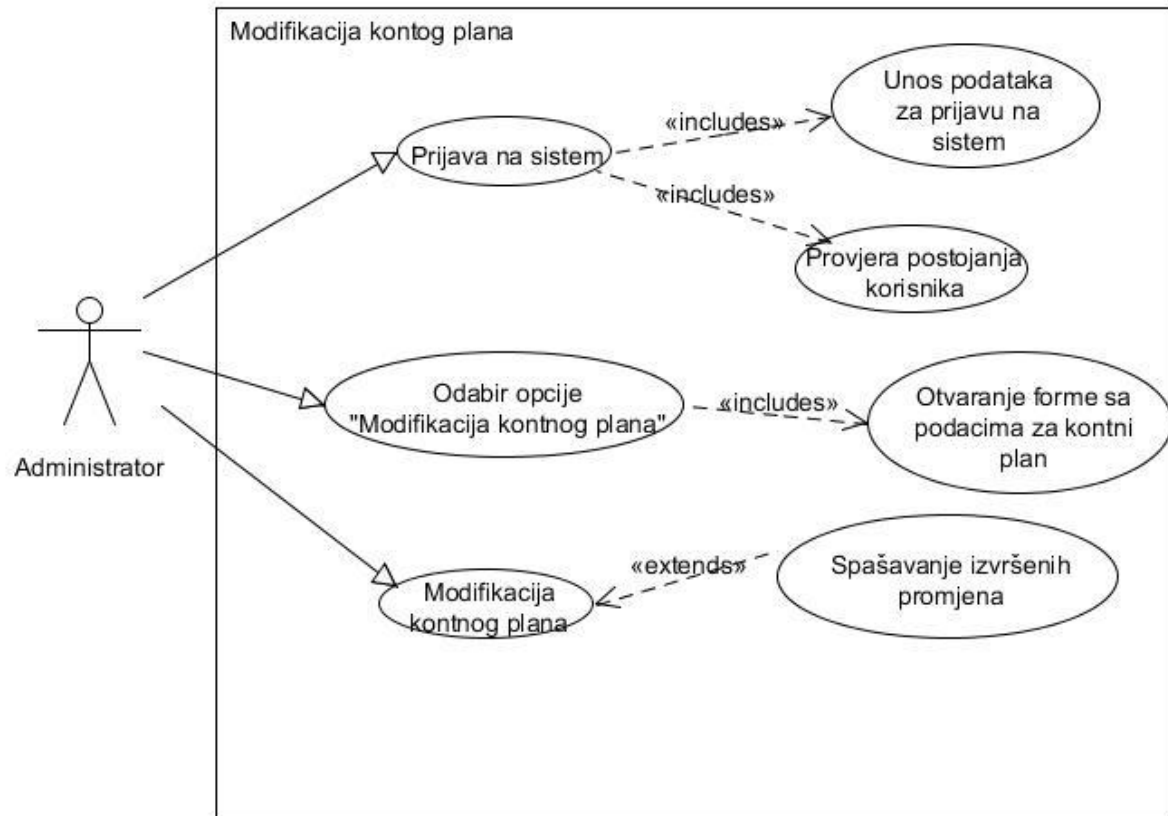 Modifikacija kontog plana
Unos podataka
za prijavu na
sistem
«includes»
Prijava na sistem
«includes»
Provjera postojanja
korisnika
Odabir opcije
"Modifikacija kontnog plana"
«includes»
Otvaranje forme sa
podacima za kontni
plan
Administrator
«extends»
Spašavanje izvršenih
promjena
Modifikacija
kontnog plana